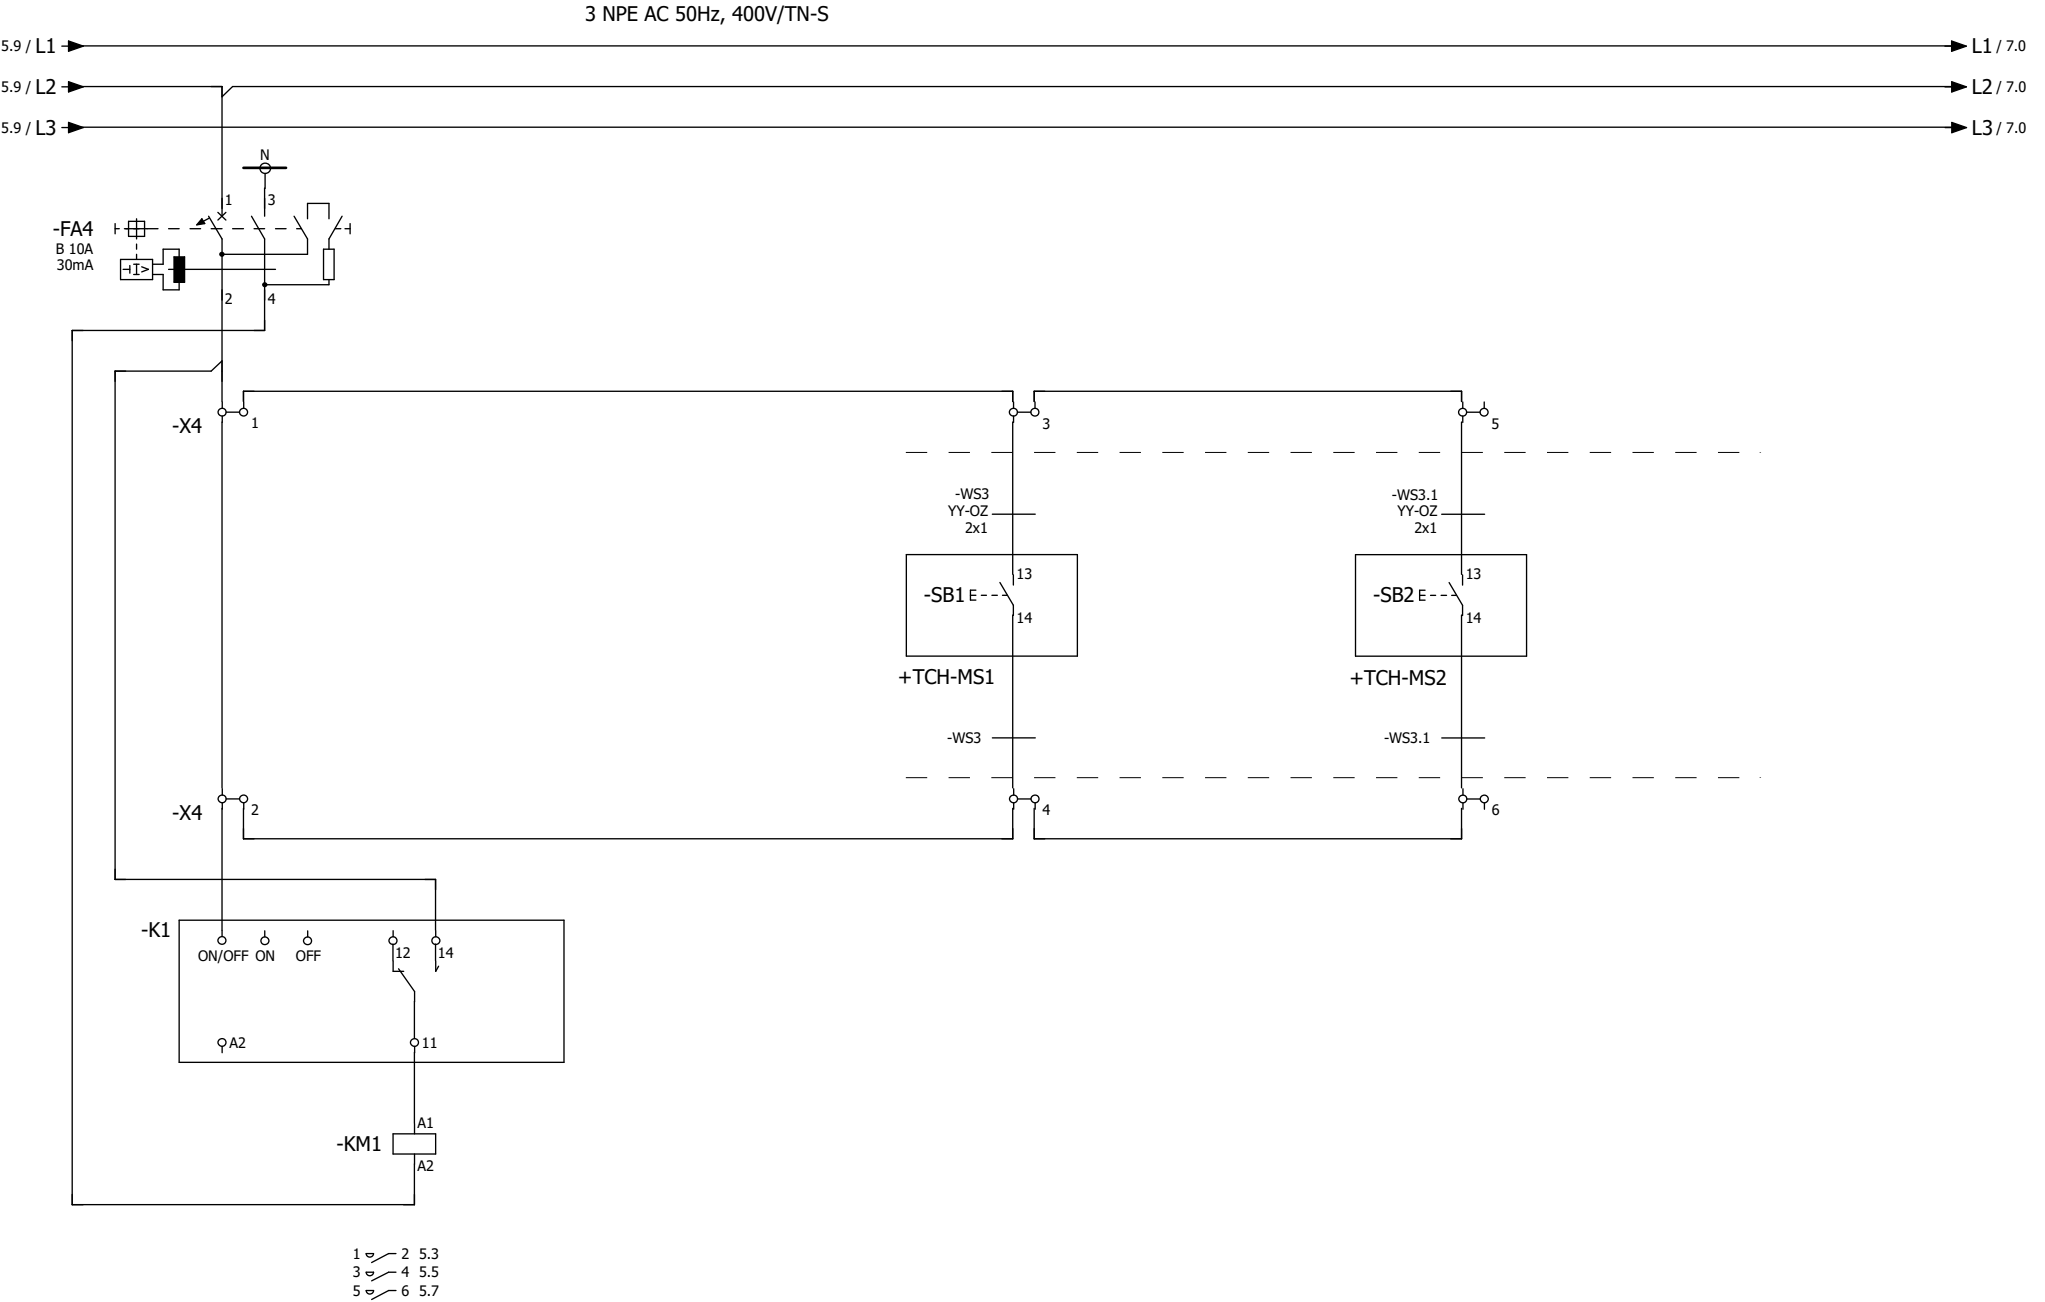 3 NPE AC 50Hz, 400V/TN-S
5.9 / L1 L1 / 7.0
5.9 / L2 L2 / 7.0
5.9 / L3 L3 / 7.0
N
1 3
-FA4
B 10A
30mA
I>
2 4
-X4 1 3 5
-WS3
YY-OZ
2x1
-WS3.1
YY-OZ
2x1
13
-SB1
14
+TCH-MS1
13
-SB2
14
+TCH-MS2
-WS3 -WS3.1
-X4 2 4 6
-K1
ON/OFF ON OFF 12 14
A2 11
A1
-KM1
A2
1 2 5.3
3 4 5.5
5 6 5.7